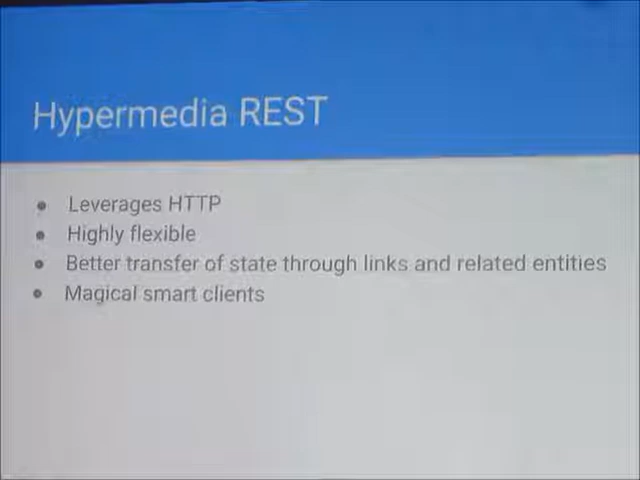 Hypermedia REST
Leverages HTTP
Highly flexible
Better transfer of state through links and related entities
Magical smart clients